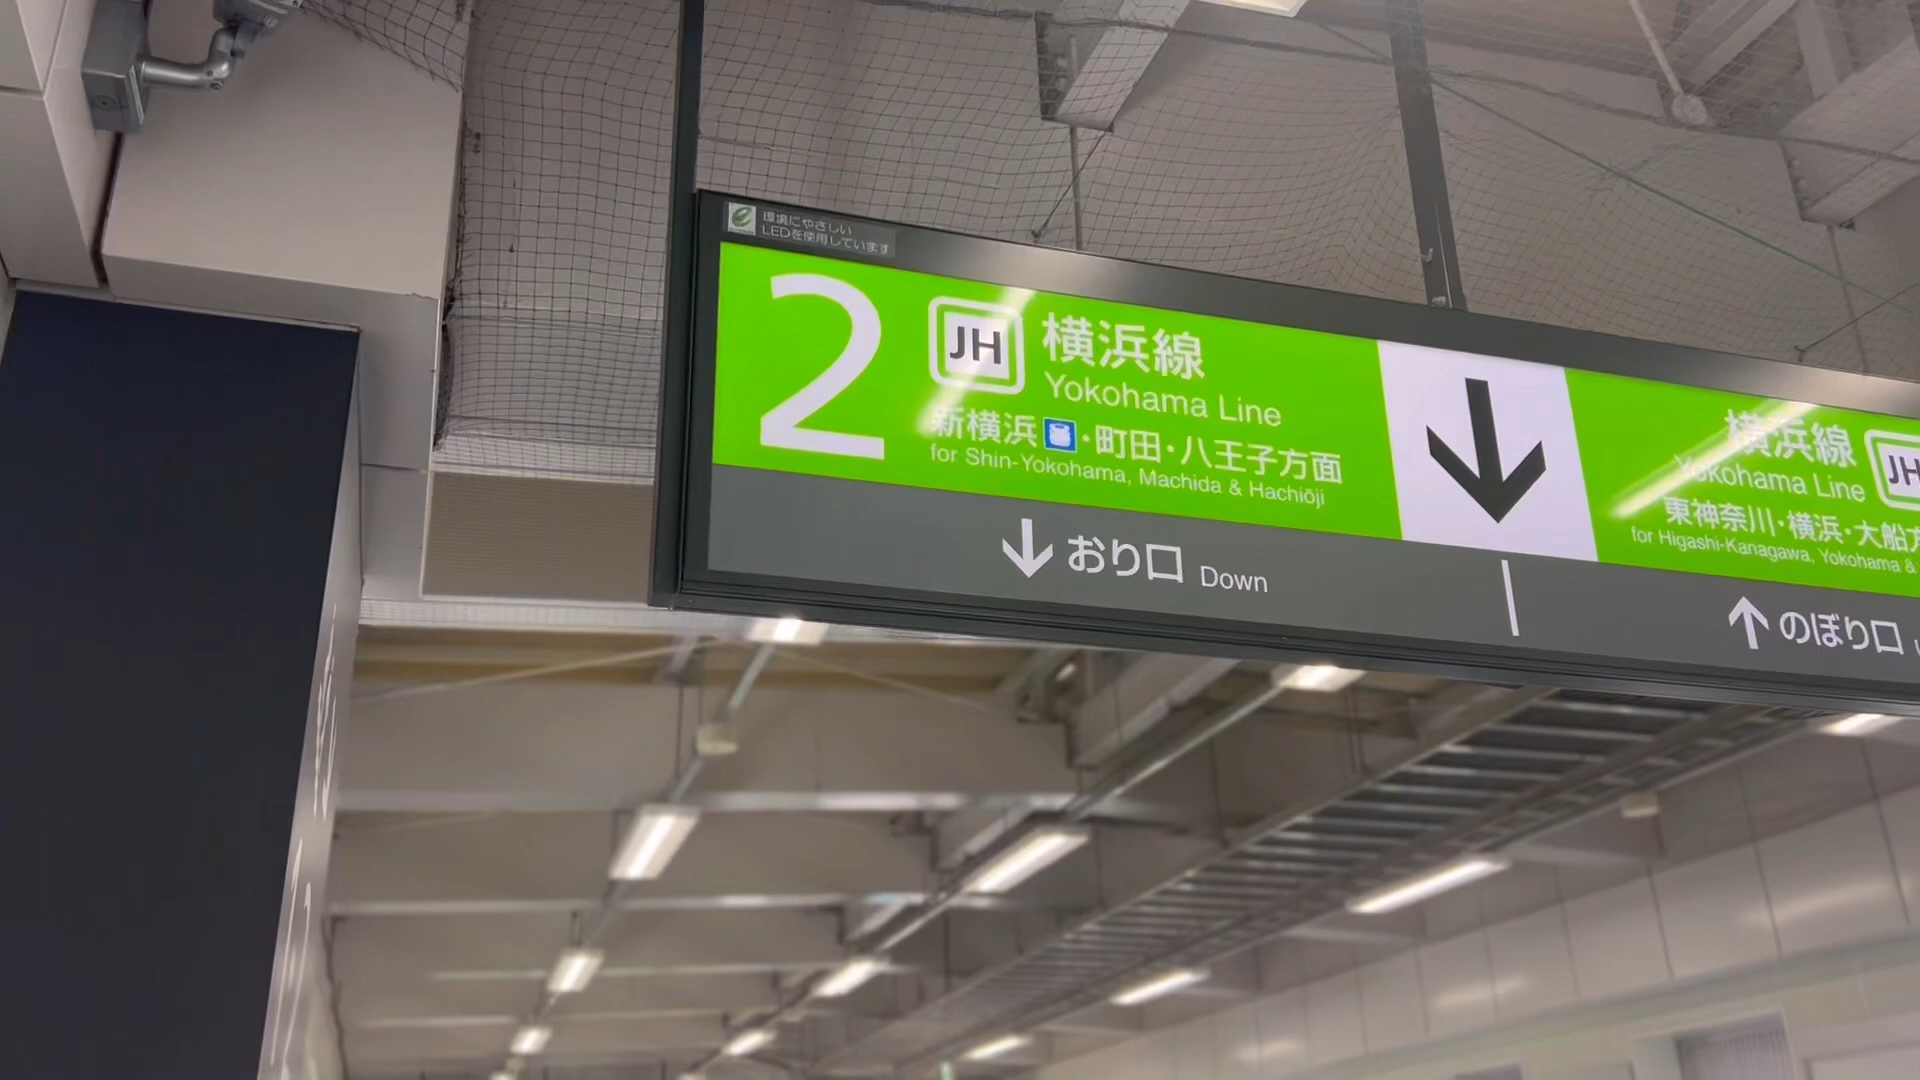 環境にやさしい
LEDを使用しています
2
JH 横浜線
Yokohama Line
新横浜・町田・八王子方面
for Shin-Yokohama, Machida & Hachiōji
↓おり口 Down
横浜線 JH
Yokohama Line
東神奈川・横浜・大船
for Higashi-Kanagawa, Yokohama &
↑のぼり口